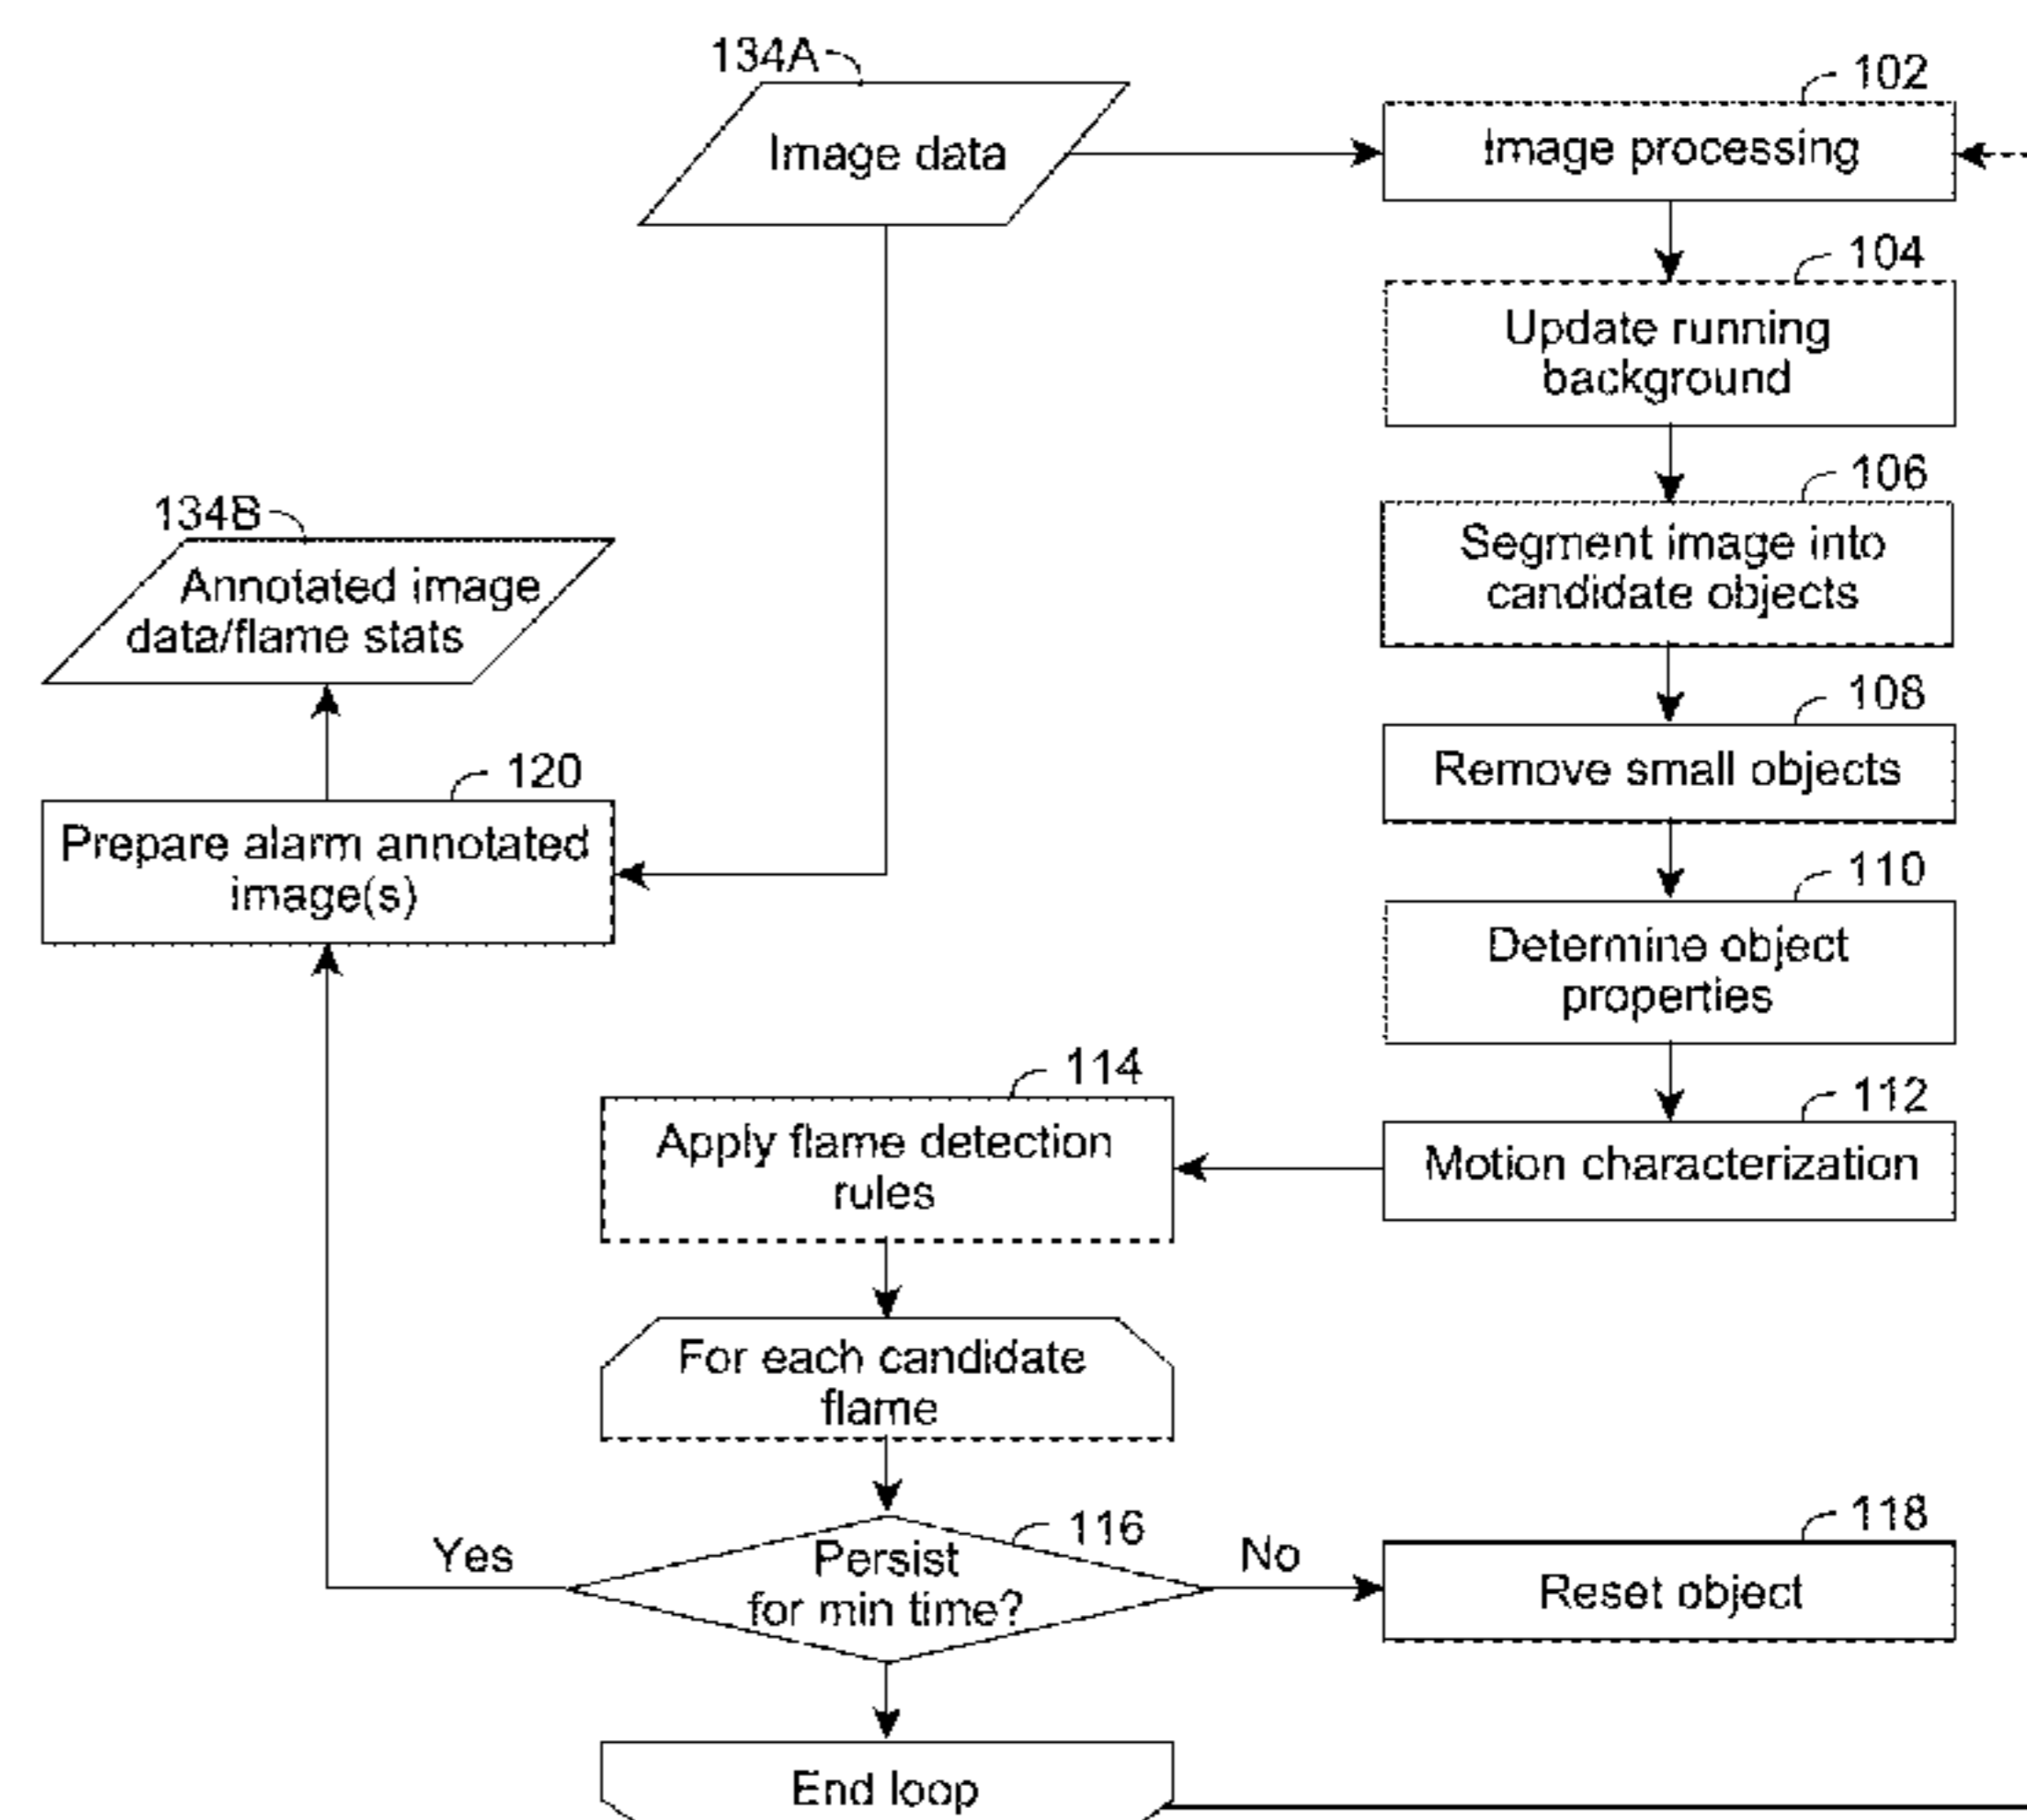 134A
Image data
102
Image processing
104
Update running
background
106
Segment image into
candidate objects
134B
Annotated image
data/flame stats
108
Remove small objects
120
Prepare alarm annotated
image(s)
110
Determine object
properties
114
Apply flame detection
rules
112
Motion characterization
For each candidate
flame
116
Persist
for min time?
Yes
No
118
Reset object
End loop